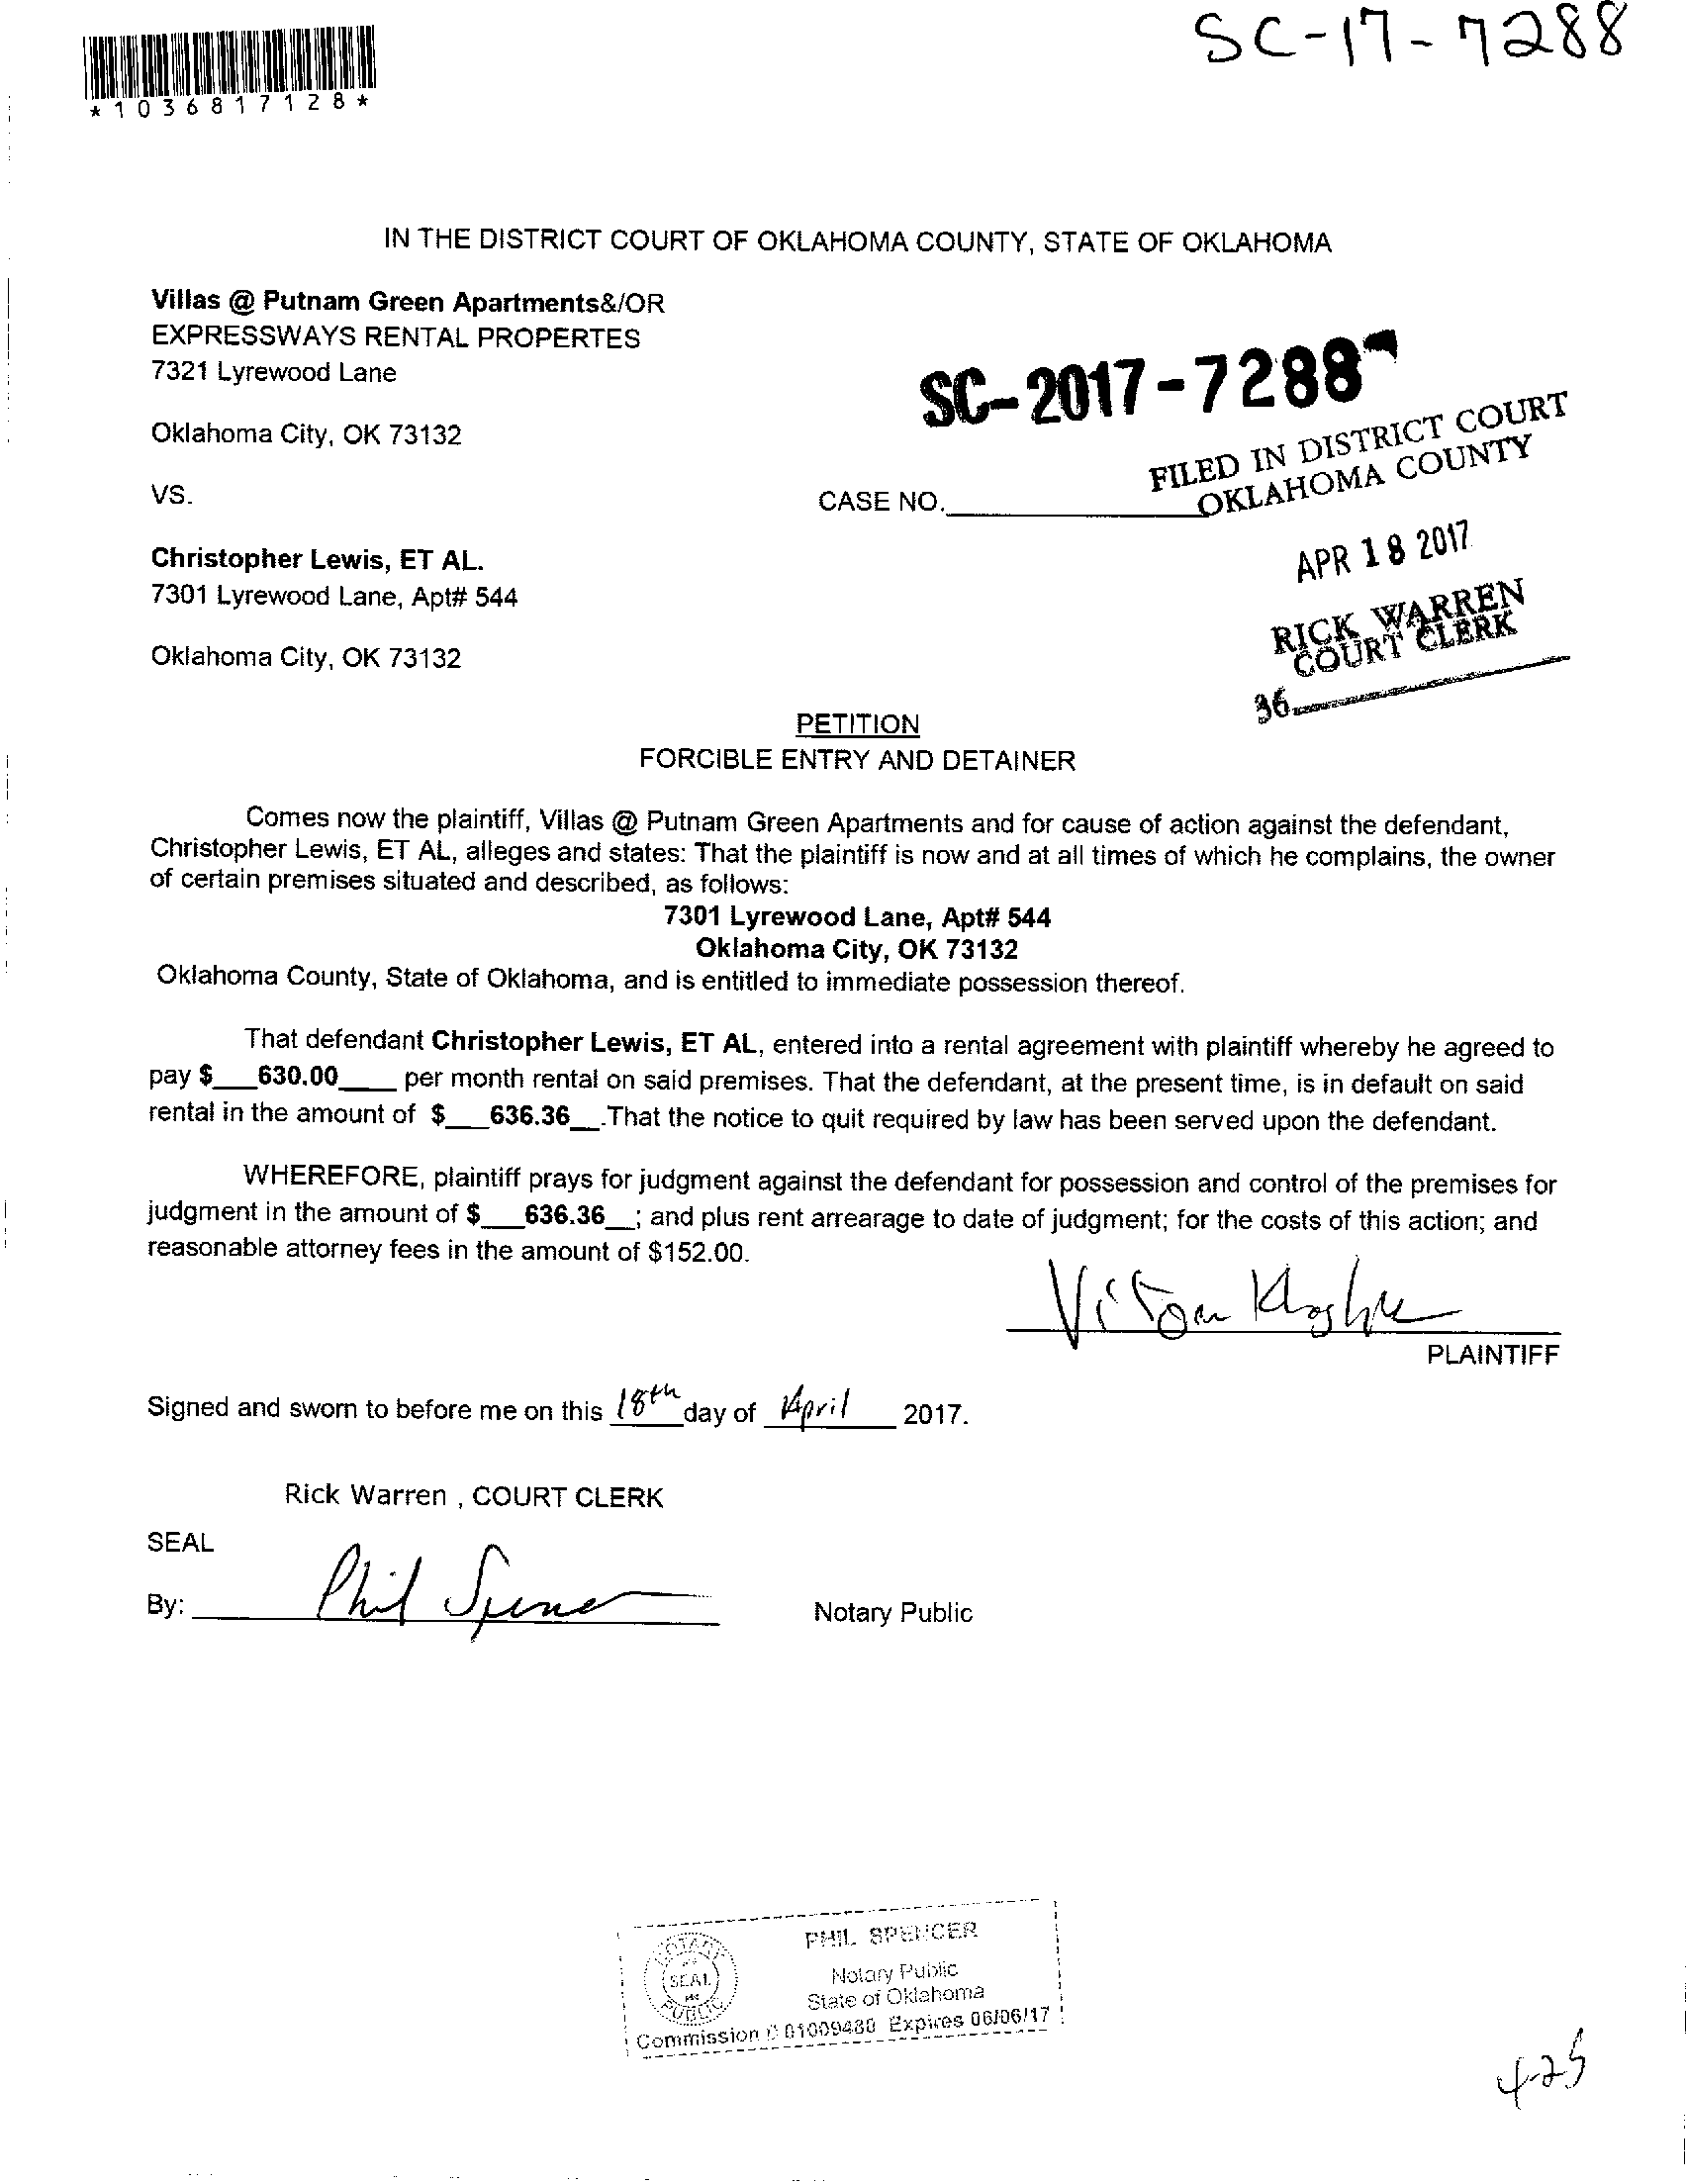 SC-17-7288
*1036817128*
IN THE DISTRICT COURT OF OKLAHOMA COUNTY, STATE OF OKLAHOMA
Villas @ Putnam Green Apartments&/OR
EXPRESSWAYS RENTAL PROPERTES
7321 Lyrewood Lane
SC-2017-7288
Oklahoma City, OK 73132
FILED IN DISTRICT COURT
OKLAHOMA COUNTY
VS.
CASE NO.
APR 18 2017
Christopher Lewis, ET AL.
7301 Lyrewood Lane, Apt# 544
RICK WARREN
COURT CLERK
Oklahoma City, OK 73132
36
PETITION
FORCIBLE ENTRY AND DETAINER
Comes now the plaintiff, Villas @ Putnam Green Apartments and for cause of action against the defendant,
Christopher Lewis, ET AL, alleges and states: That the plaintiff is now and at all times of which he complains, the owner
of certain premises situated and described, as follows:
7301 Lyrewood Lane, Apt# 544
Oklahoma City, OK 73132
Oklahoma County, State of Oklahoma, and is entitled to immediate possession thereof.
That defendant Christopher Lewis, ET AL, entered into a rental agreement with plaintiff whereby he agreed to
pay $___630.00____ per month rental on said premises. That the defendant, at the present time, is in default on said
rental in the amount of $___636.36__.That the notice to quit required by law has been served upon the defendant.
WHEREFORE, plaintiff prays for judgment against the defendant for possession and control of the premises for
judgment in the amount of $___636.36__; and plus rent arrearage to date of judgment; for the costs of this action; and
reasonable attorney fees in the amount of $152.00.
PLAINTIFF
Signed and sworn to before me on this 18th day of April 2017.
Rick Warren , COURT CLERK
SEAL
By: Phil Spencer
Notary Public
PHIL SPENCER
NOTARY
SEAL
PUBLIC
Notary Public
State of Oklahoma
Commission # 01009480 Expires 06/06/17
4-25